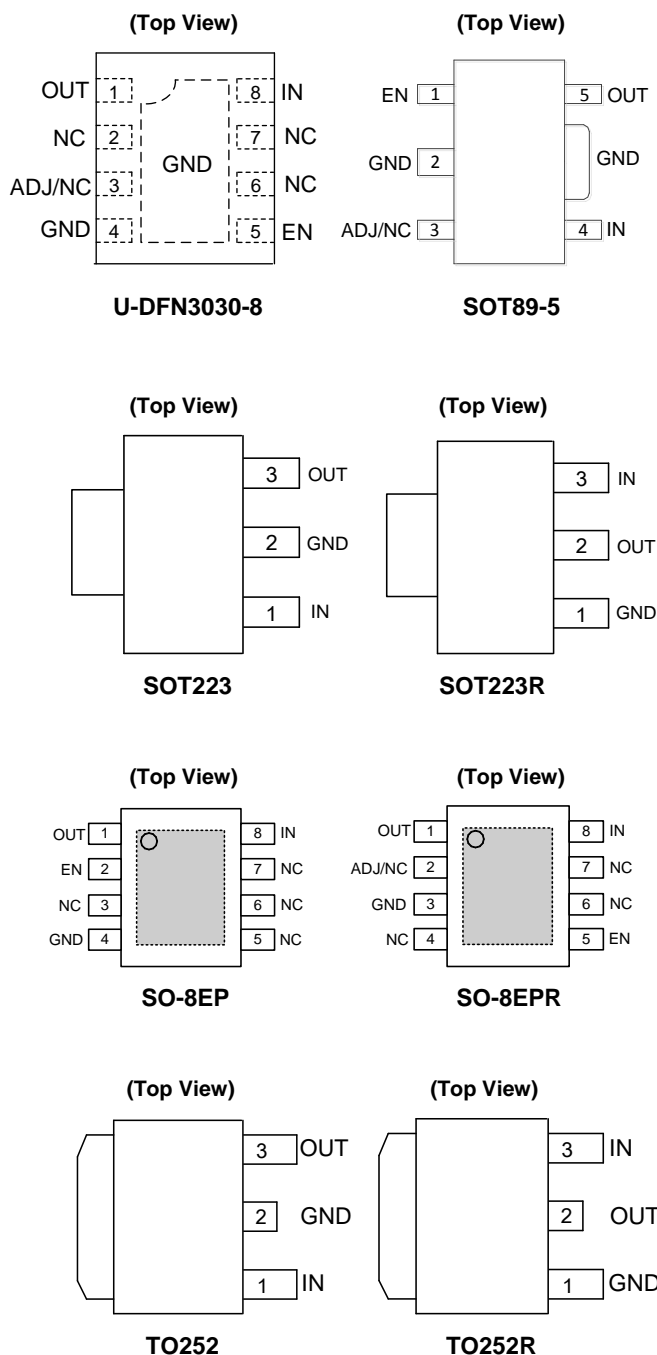 (Top View) (Top View)
OUT 1 8 IN EN 1 5 OUT
NC 2 7 NC GND 2 GND
GND
ADJ/NC 3 6 NC ADJ/NC 3 4 IN
GND 4 5 EN
U-DFN3030-8 SOT89-5
(Top View) (Top View)
3 OUT 3 IN
2 GND 2 OUT
1 IN 1 GND
SOT223 SOT223R
(Top View) (Top View)
OUT 1 8 IN OUT 1 8 IN
EN 2 7 NC ADJ/NC 2 7 NC
NC 3 6 NC GND 3 6 NC
GND 4 5 NC NC 4 5 EN
SO-8EP SO-8EPR
(Top View) (Top View)
3 OUT 3 IN
2 GND 2 OUT
1 IN 1 GND
TO252 TO252R